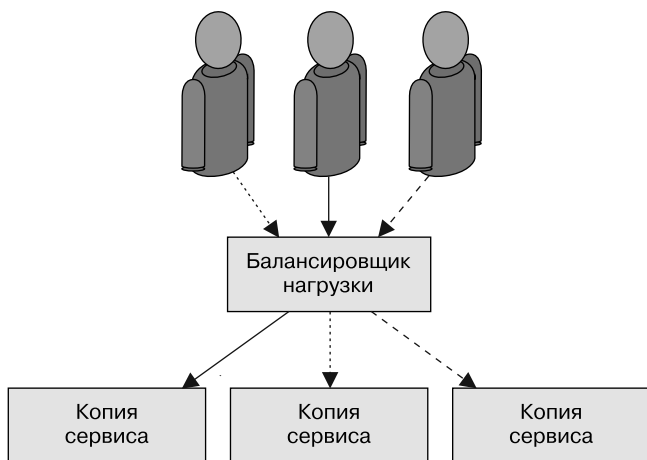 Балансировщик
нагрузки
Копия
сервиса
Копия
сервиса
Копия
сервиса